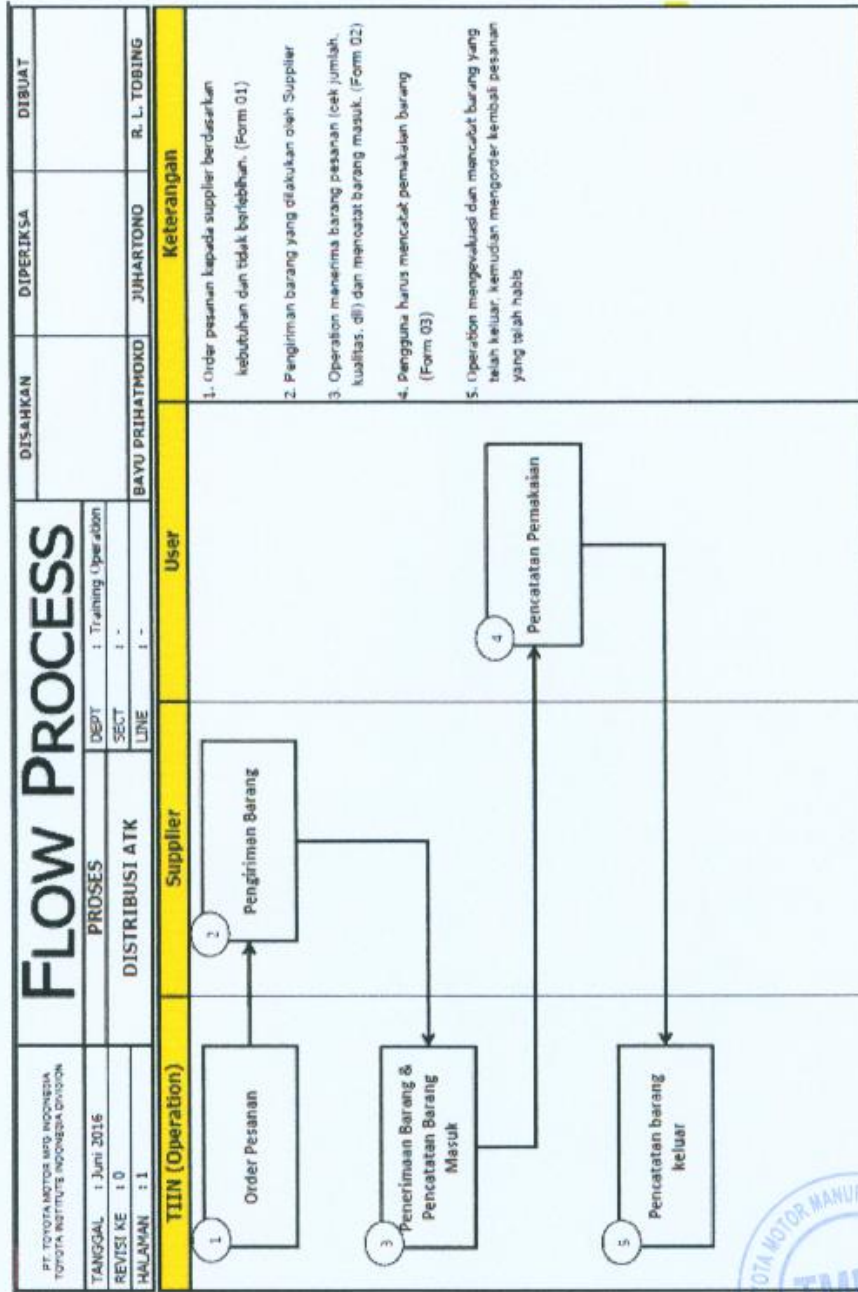 PT. TOYOTA MOTOR MFG INDONESIA
TOYOTA INSTITUTE INDONESIA DIVISION
FLOW PROCESS
DISAHKAN
DIPERIKSA
DIBUAT
TANGGAL : Juni 2016
REVISI KE : 0
HALAMAN : 1
PROSES
DISTRIBUSI ATK
DEPT : Training Operation
SECT : -
LINE : -
BAYU PRIHATMOKO
JUHARTONO
R. L. TOBING
TIIN (Operation)
Supplier
User
Keterangan
1
Order Pesanan
2
Pengiriman Barang
3
Penerimaan Barang &
Pencatatan Barang
Masuk
4
Pencatatan Pemakaian
5
Pencatatan barang
keluar
1. Order pesanan kepada supplier berdasarkan
kebutuhan dan tidak berlebihan. (Form 01)
2. Pengiriman barang yang dilakukan oleh Supplier
3. Operation menerima barang pesanan (cek jumlah,
kualitas, dll) dan mencatat barang masuk. (Form 02)
4. Pengguna harus mencatat pemakaian barang
(Form 03)
5. Operation mengevaluasi dan mencatat barang yang
telah keluar, kemudian mengorder kembali pesanan
yang telah habis